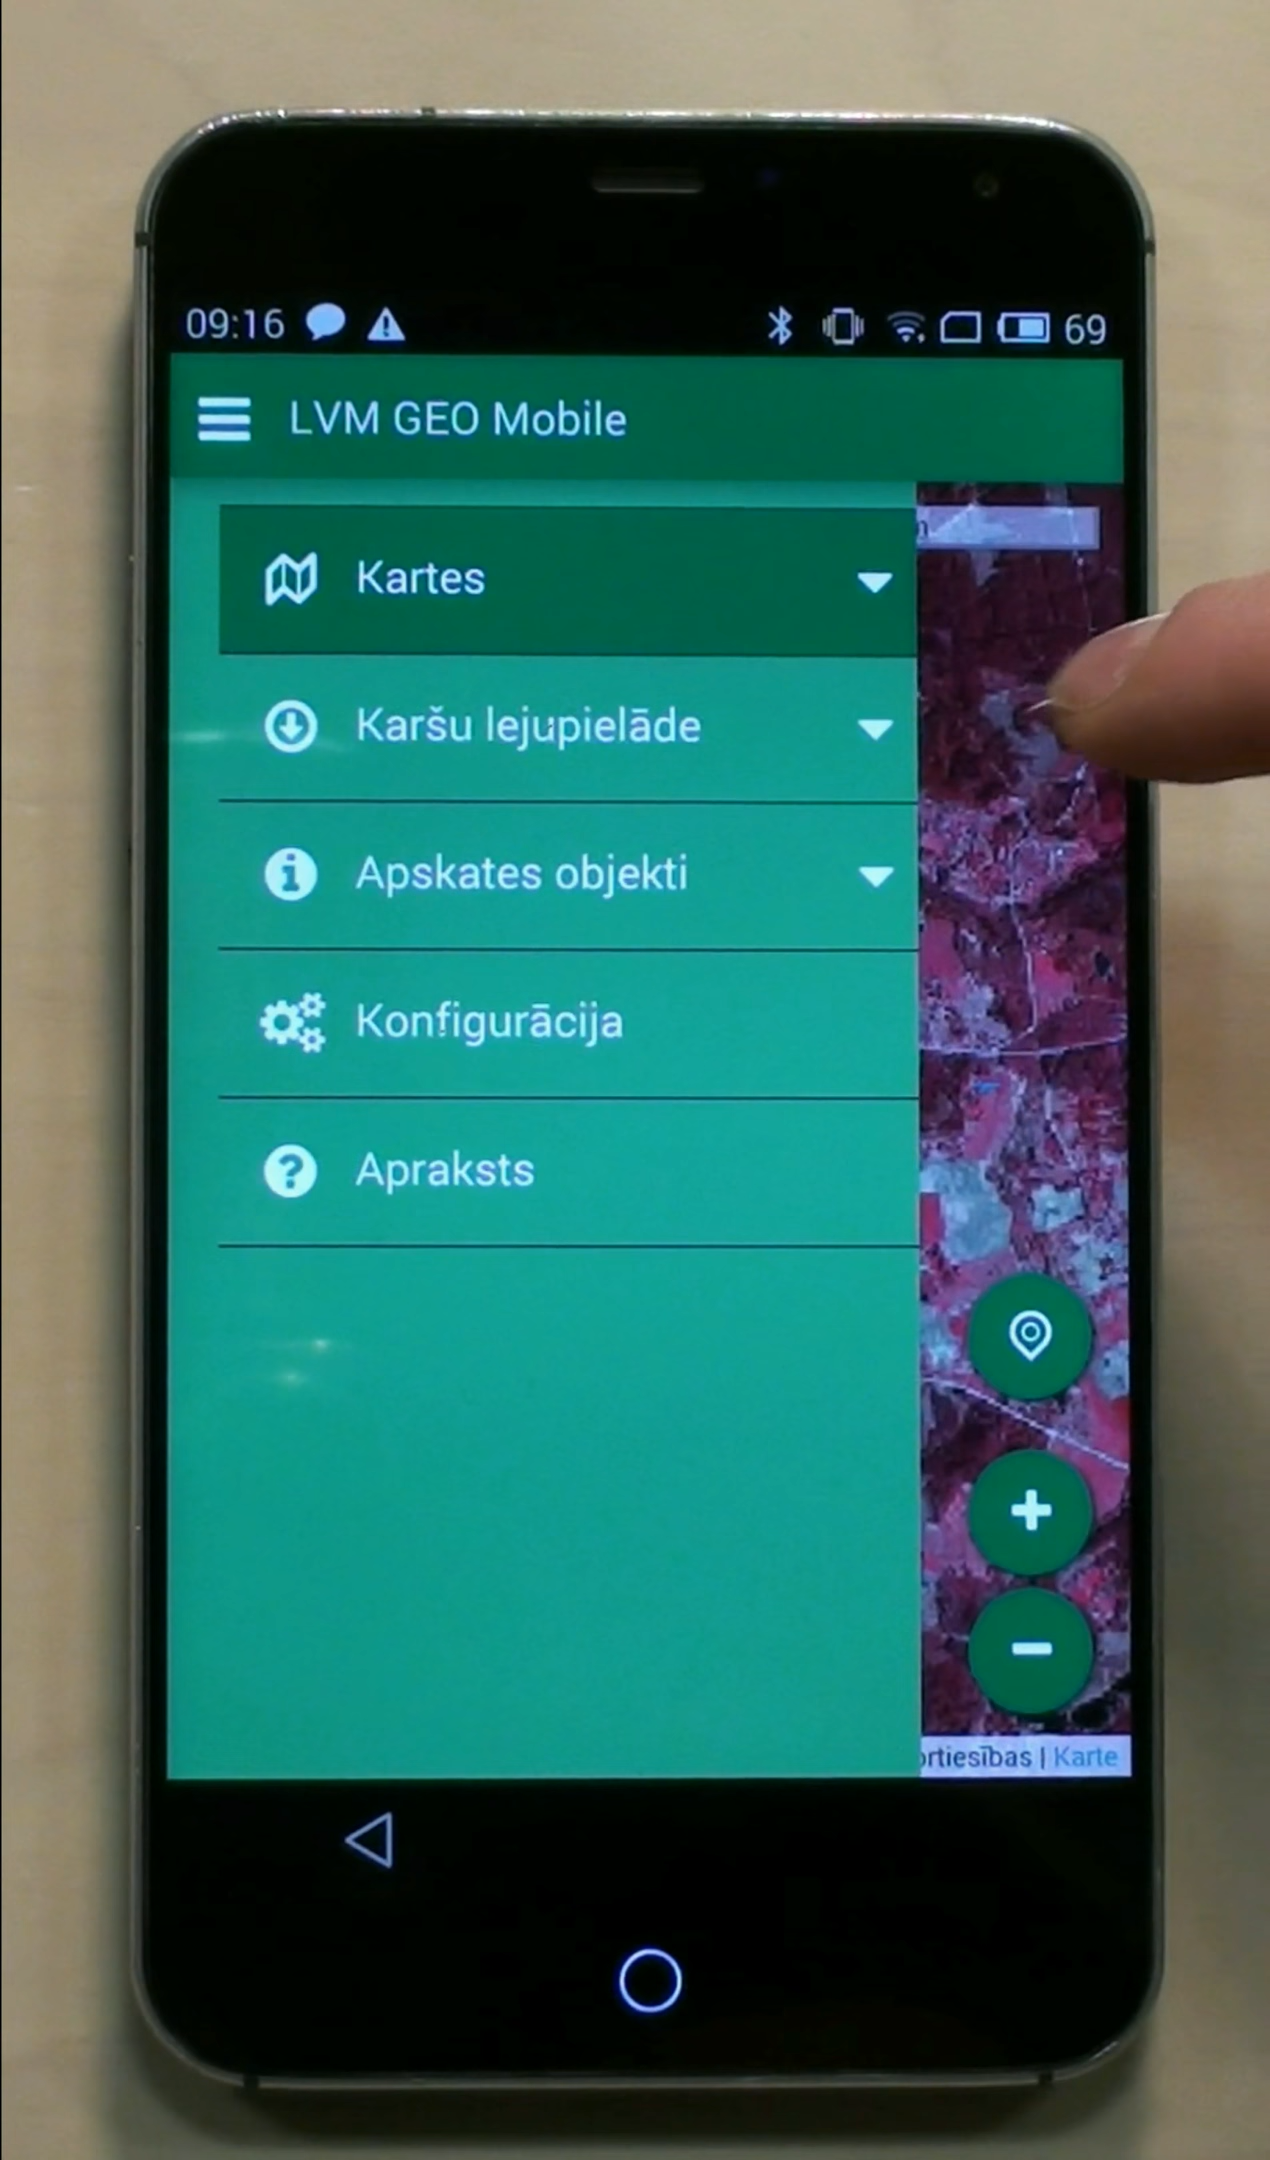 09:16
69
LVM GEO Mobile
Kartes
Karšu lejupielāde
Apskates objekti
Konfigurācija
Apraksts
| Karte